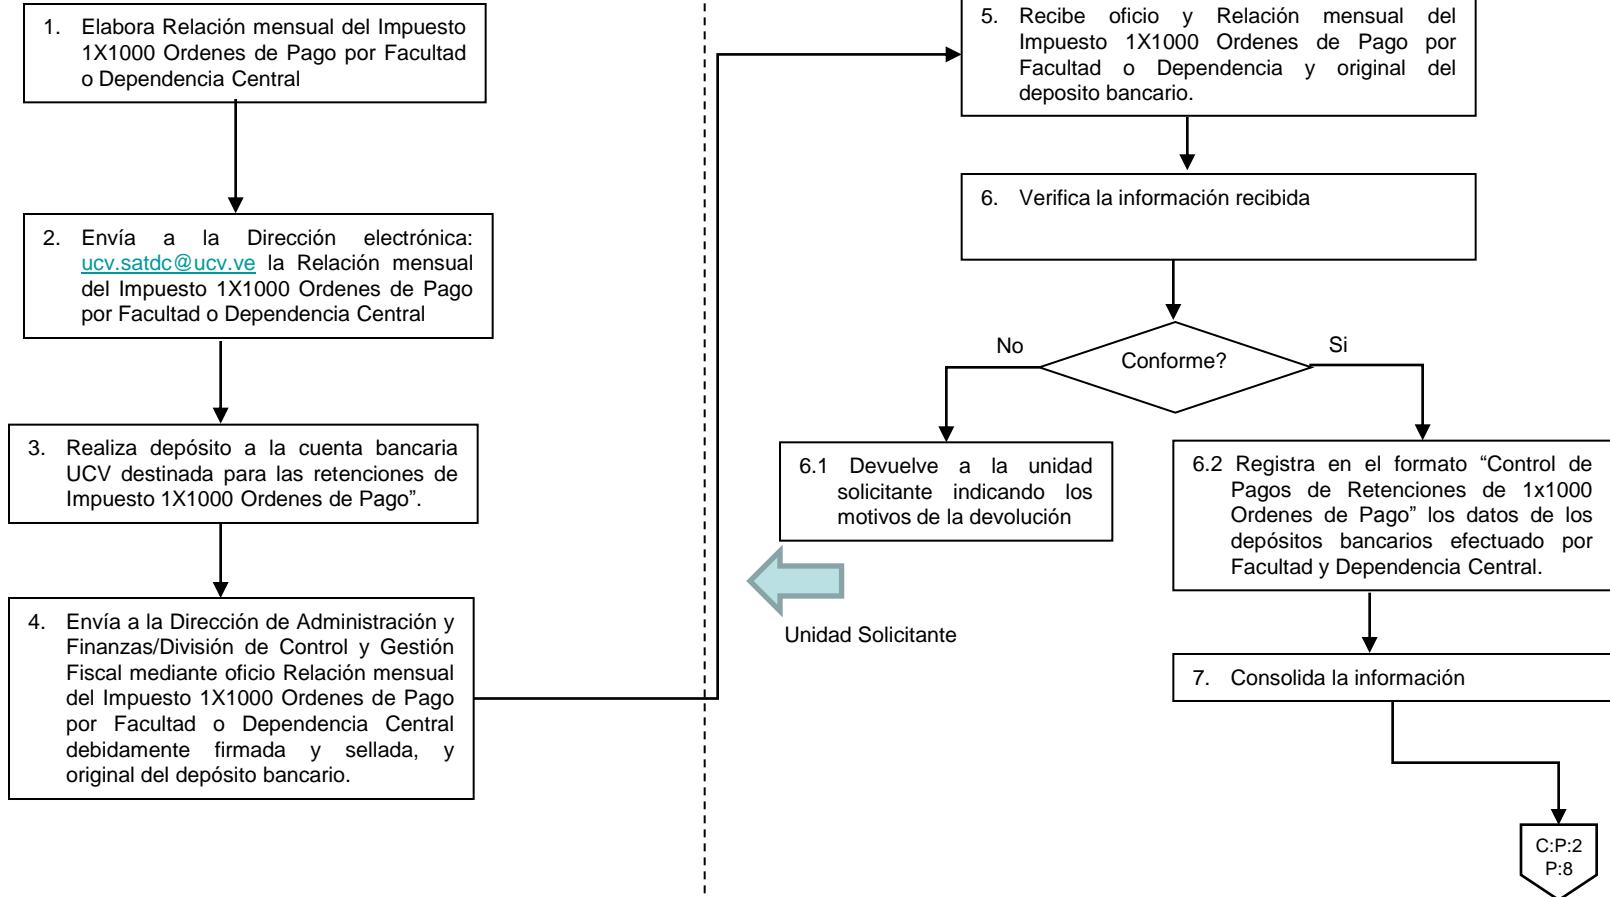 1. Elabora Relación mensual del Impuesto
1X1000 Ordenes de Pago por Facultad
o Dependencia Central
2. Envía a la Dirección electrónica:
ucv.satdc@ucv.ve la Relación mensual
del Impuesto 1X1000 Ordenes de Pago
por Facultad o Dependencia Central
3. Realiza depósito a la cuenta bancaria
UCV destinada para las retenciones de
Impuesto 1X1000 Ordenes de Pago”.
4. Envía a la Dirección de Administración y
Finanzas/División de Control y Gestión
Fiscal mediante oficio Relación mensual
del Impuesto 1X1000 Ordenes de Pago
por Facultad o Dependencia Central
debidamente firmada y sellada, y
original del depósito bancario.
5. Recibe oficio y Relación mensual del
Impuesto 1X1000 Ordenes de Pago por
Facultad o Dependencia y original del
deposito bancario.
6. Verifica la información recibida
Conforme?
No
Si
6.1 Devuelve a la unidad
solicitante indicando los
motivos de la devolución
Unidad Solicitante
6.2 Registra en el formato “Control de
Pagos de Retenciones de 1x1000
Ordenes de Pago” los datos de los
depósitos bancarios efectuado por
Facultad y Dependencia Central.
7. Consolida la información
C:P:2
P:8